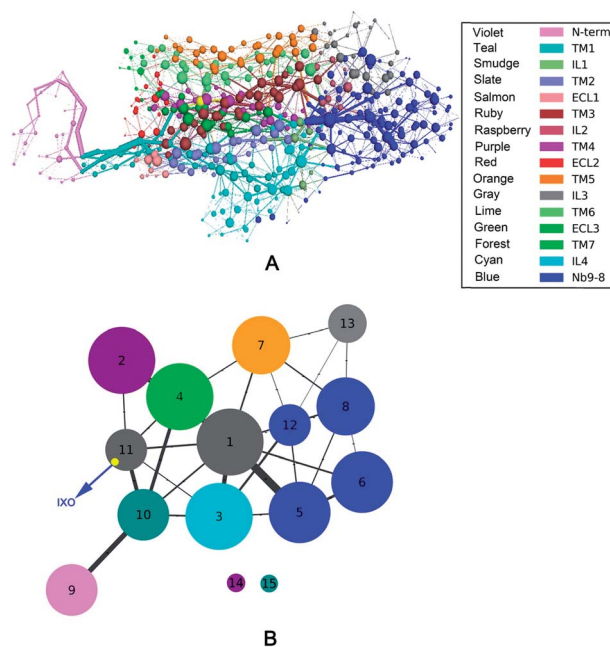 Violet N-term
Teal TM1
Smudge IL1
Slate TM2
Salmon ECL1
Ruby TM3
Raspberry IL2
Purple TM4
Red ECL2
Orange TM5
Gray IL3
Lime TM6
Green ECL3
Forest TM7
Cyan IL4
Blue Nb9-8
A
13
2
7
4
8
12
1
11
6
IXO
10
3
5
9
14
15
B